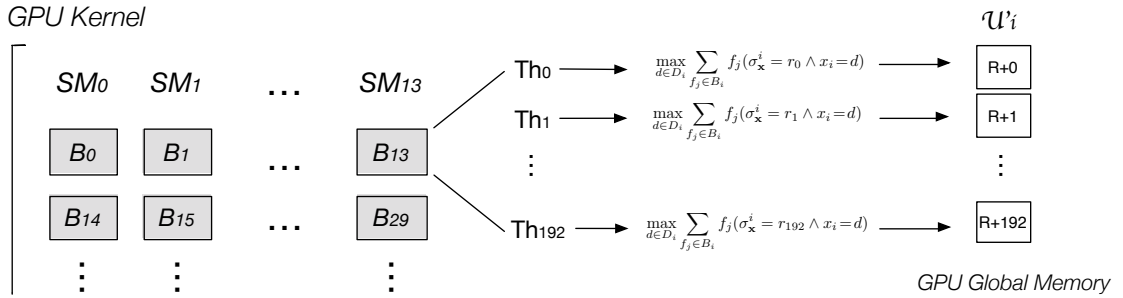 GPU Kernel
𝒰'i
SM0 SM1 ... SM13
Th0 max d∈Di ∑ fj∈Bi fj(σ^i_x = r0 ∧ xi=d) R+0
Th1 max d∈Di ∑ fj∈Bi fj(σ^i_x = r1 ∧ xi=d) R+1
B0 B1 ... B13
⋮ ⋮
B14 B15 ... B29
Th192 max d∈Di ∑ fj∈Bi fj(σ^i_x = r192 ∧ xi=d) R+192
⋮ ⋮ ⋮
GPU Global Memory